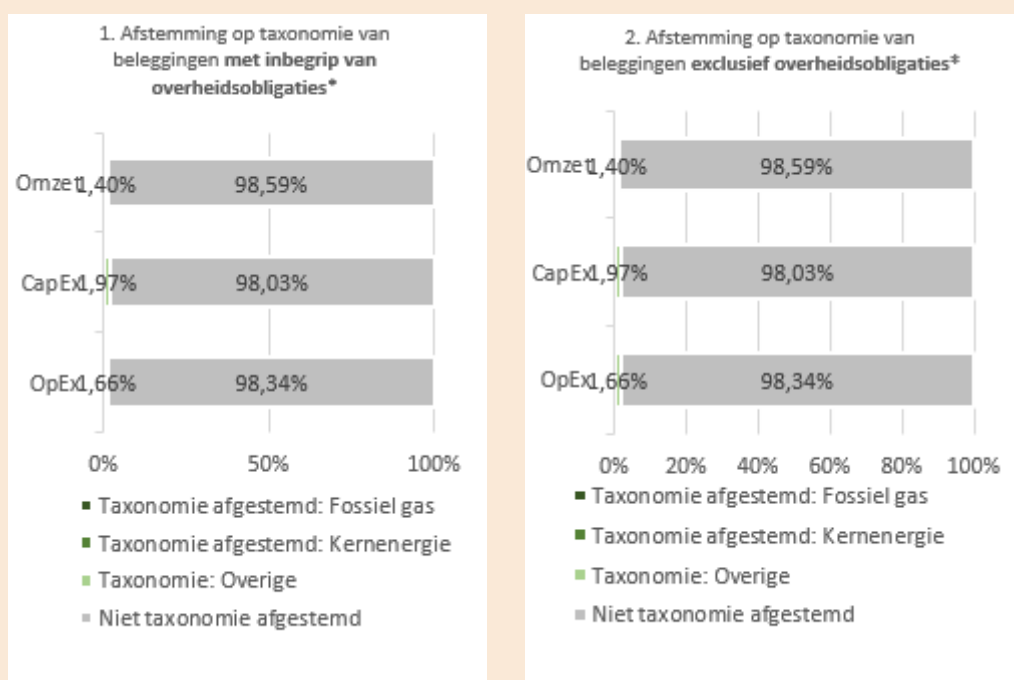 1. Afstemming op taxonomie van
beleggingen met inbegrip van
overheidsobligaties*
Omzet 1,40% 98,59%
CapEx 1,97% 98,03%
OpEx 1,66% 98,34%
0% 50% 100%
Taxonomie afgestemd: Fossiel gas
Taxonomie afgestemd: Kernenergie
Taxonomie: Overige
Niet taxonomie afgestemd
2. Afstemming op taxonomie van
beleggingen exclusief overheidsobligaties*
Omzet 1,40% 98,59%
CapEx 1,97% 98,03%
OpEx 1,66% 98,34%
0% 20% 40% 60% 80% 100%
Taxonomie afgestemd: Fossiel gas
Taxonomie afgestemd: Kernenergie
Taxonomie: Overige
Niet taxonomie afgestemd